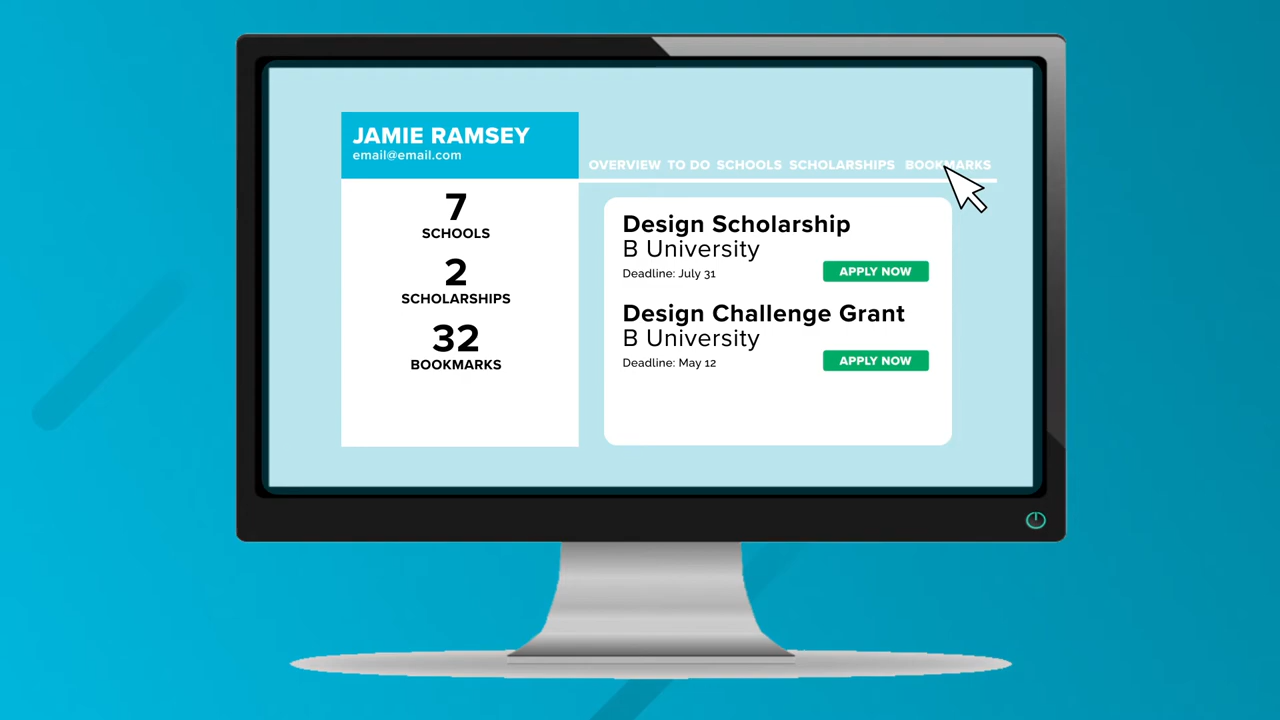 JAMIE RAMSEY
email@email.com
7
SCHOOLS
2
SCHOLARSHIPS
32
BOOKMARKS
OVERVIEW TO DO SCHOOLS SCHOLARSHIPS BOOKMARKS
Design Scholarship
B University
Deadline: July 31
APPLY NOW
Design Challenge Grant
B University
Deadline: May 12
APPLY NOW